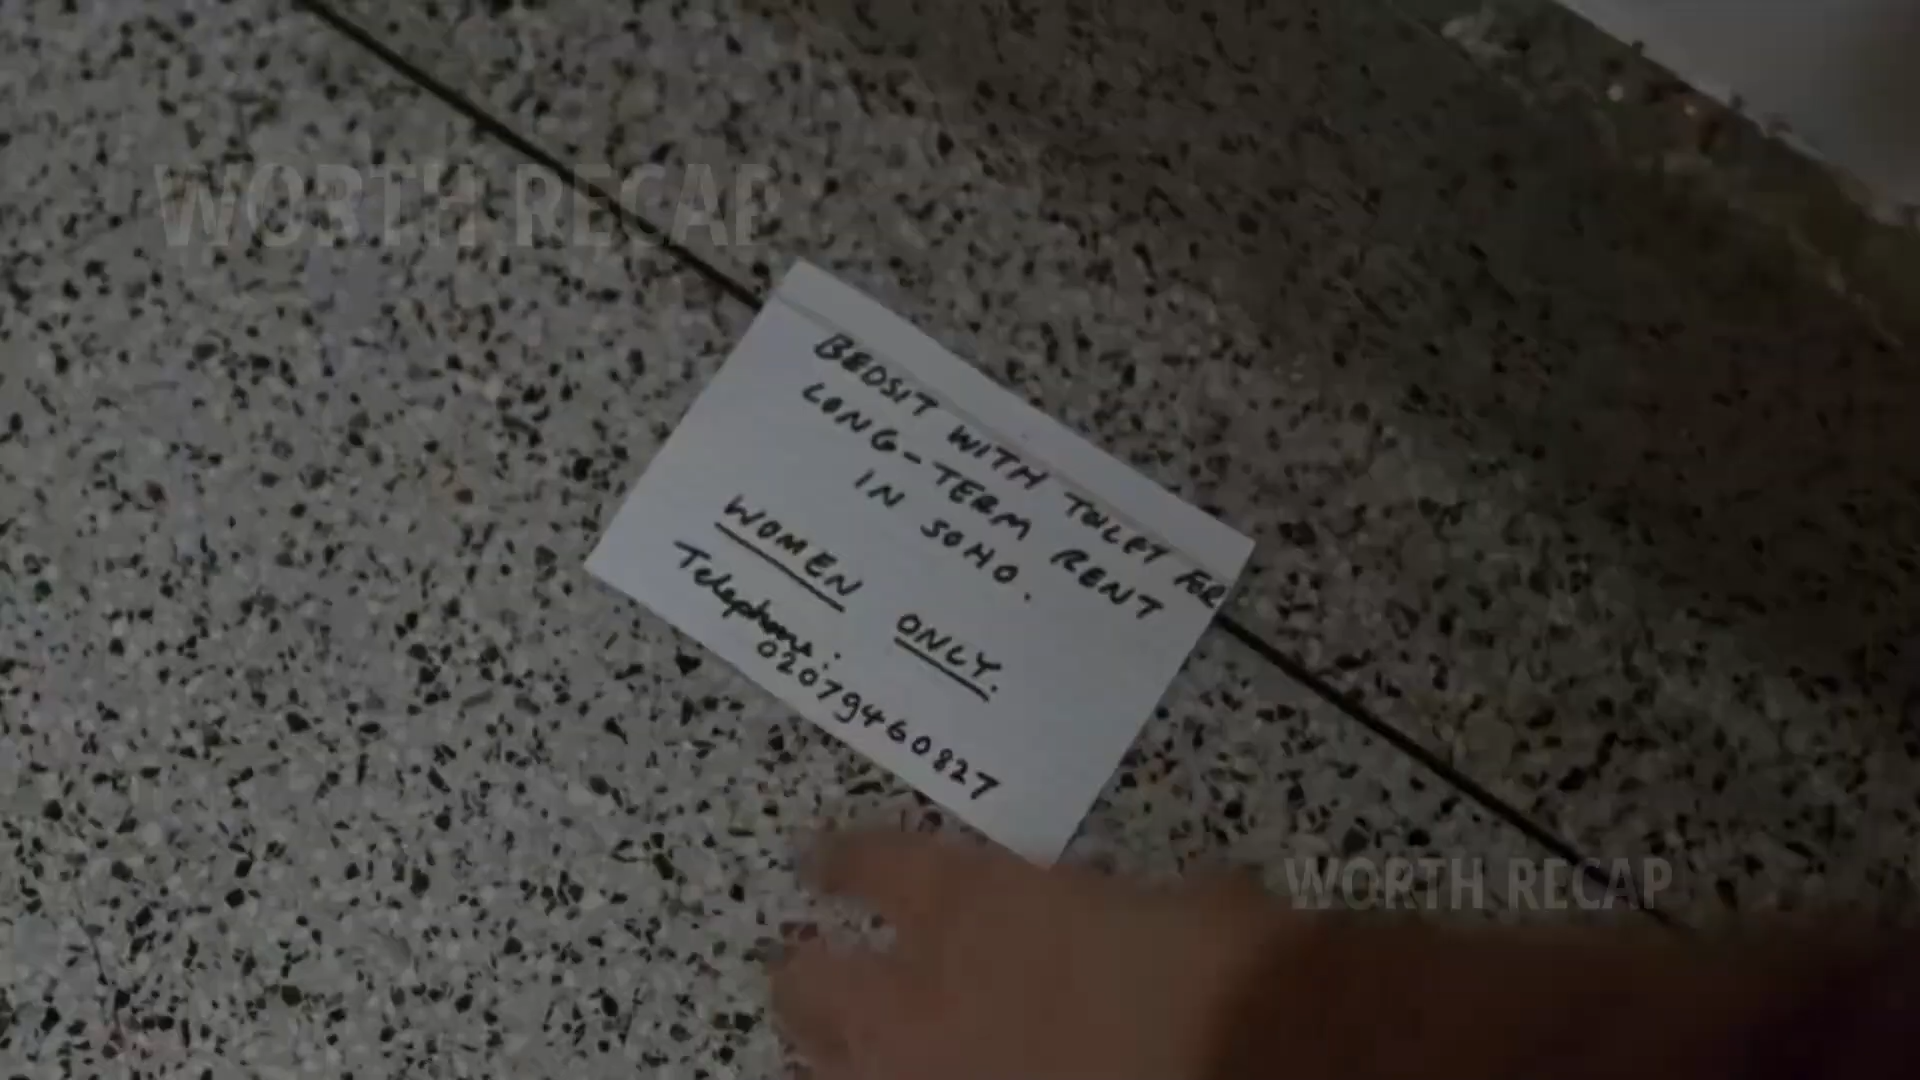 WORTH RECAP
BEDSIT WITH TOILET FOR
LONG-TERM RENT
IN SOHO.
WOMEN ONLY.
Telephone:
02079460827
WORTH RECAP